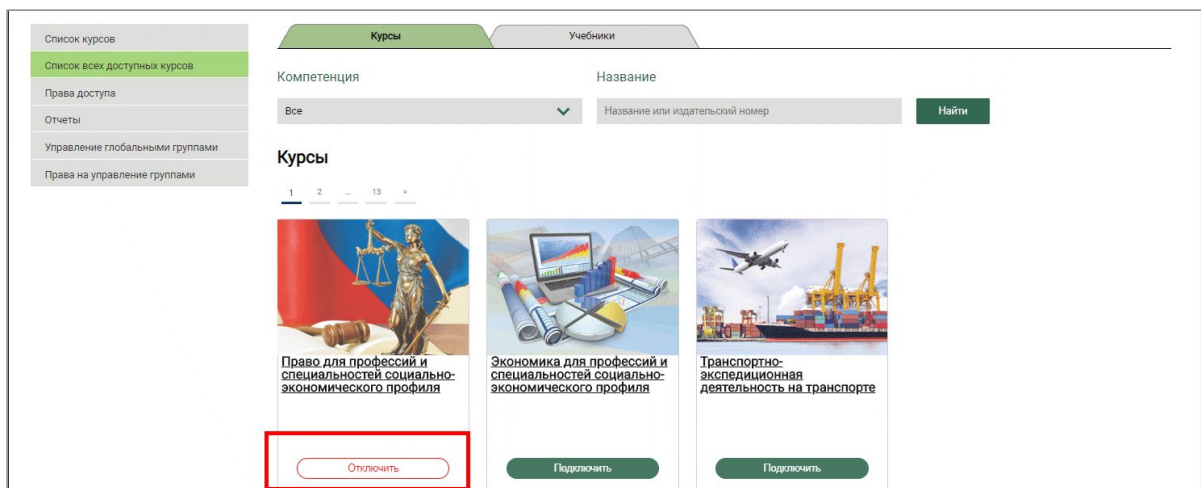 Список курсов
Список всех доступных курсов
Права доступа
Отчеты
Управление глобальными группами
Права на управление группами
Курсы
Учебники
Компетенция
Название
Все
Название или издательский номер
Найти
Курсы
1 2 ... 13 »
Право для профессий и
специальностей социально-
экономического профиля
Отключить
Экономика для профессий и
специальностей социально-
экономического профиля
Подключить
Транспортно-
экспедиционная
деятельность на транспорте
Подключить